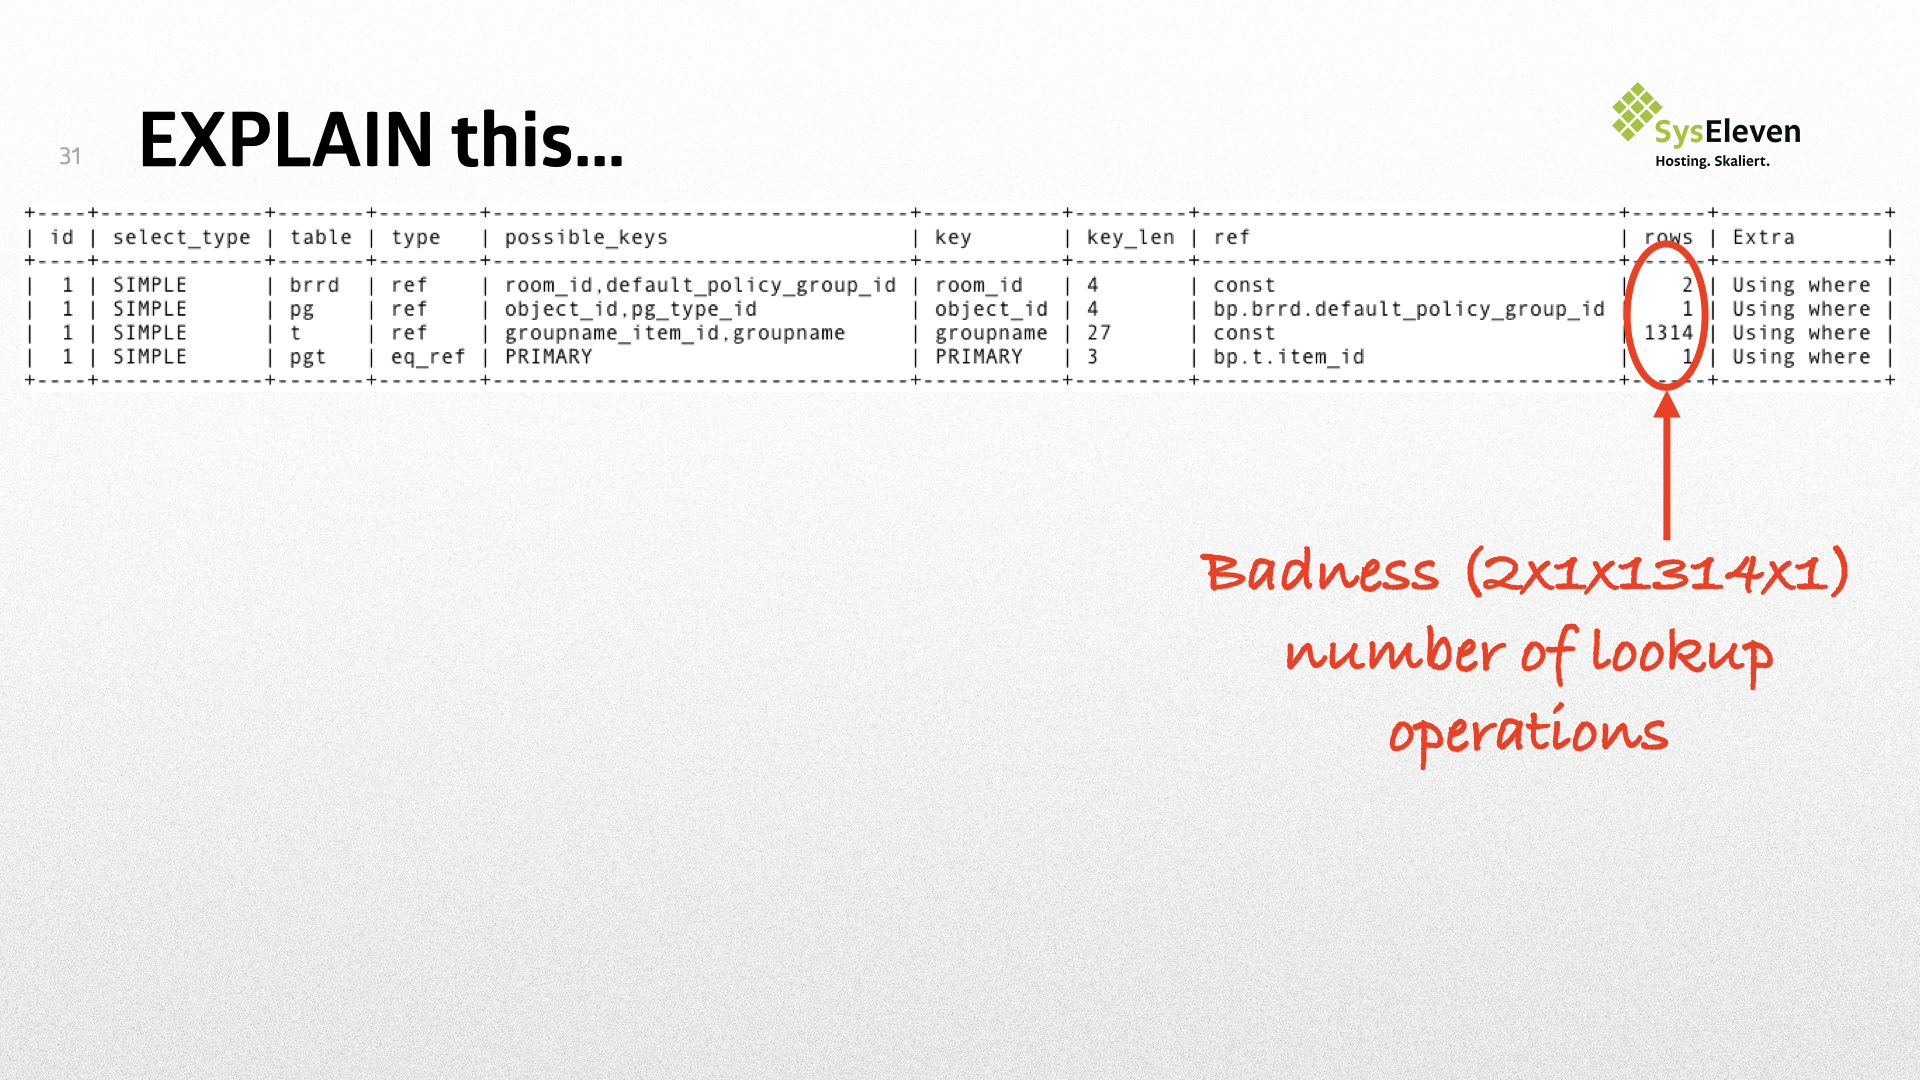 31
EXPLAIN this...
SysEleven
Hosting. Skaliert.
+----+-------------+-------+--------+---------------------------------+-----------+---------+---------------------------------+------+-------------+
| id | select_type | table | type | possible_keys | key | key_len | ref | rows | Extra |
+----+-------------+-------+--------+---------------------------------+-----------+---------+---------------------------------+------+-------------+
| 1 | SIMPLE | brrd | ref | room_id,default_policy_group_id | room_id | 4 | const | 2 | Using where |
| 1 | SIMPLE | pg | ref | object_id,pg_type_id | object_id | 4 | bp.brrd.default_policy_group_id | 1 | Using where |
| 1 | SIMPLE | t | ref | groupname_item_id,groupname | groupname | 27 | const | 1314 | Using where |
| 1 | SIMPLE | pgt | eq_ref | PRIMARY | PRIMARY | 3 | bp.t.item_id | 1 | Using where |
+----+-------------+-------+--------+---------------------------------+-----------+---------+---------------------------------+------+-------------+
Badness (2x1x1314x1)
number of lookup
operations